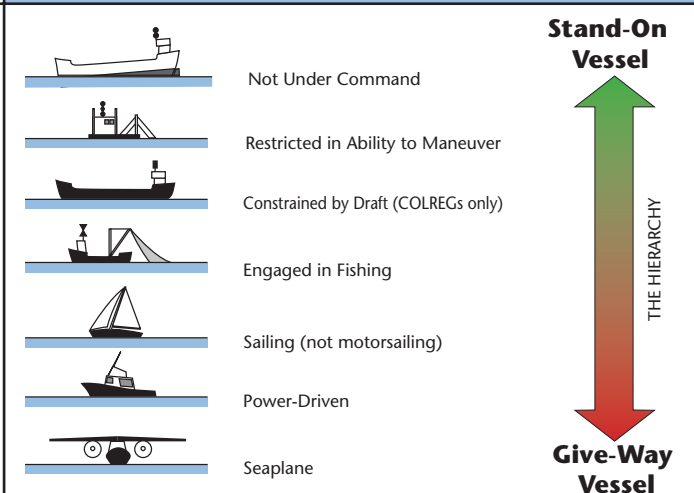 Stand-On
Vessel
Not Under Command
Restricted in Ability to Maneuver
Constrained by Draft (COLREGs only)
Engaged in Fishing
Sailing (not motorsailing)
Power-Driven
Seaplane
THE HIERARCHY
Give-Way
Vessel